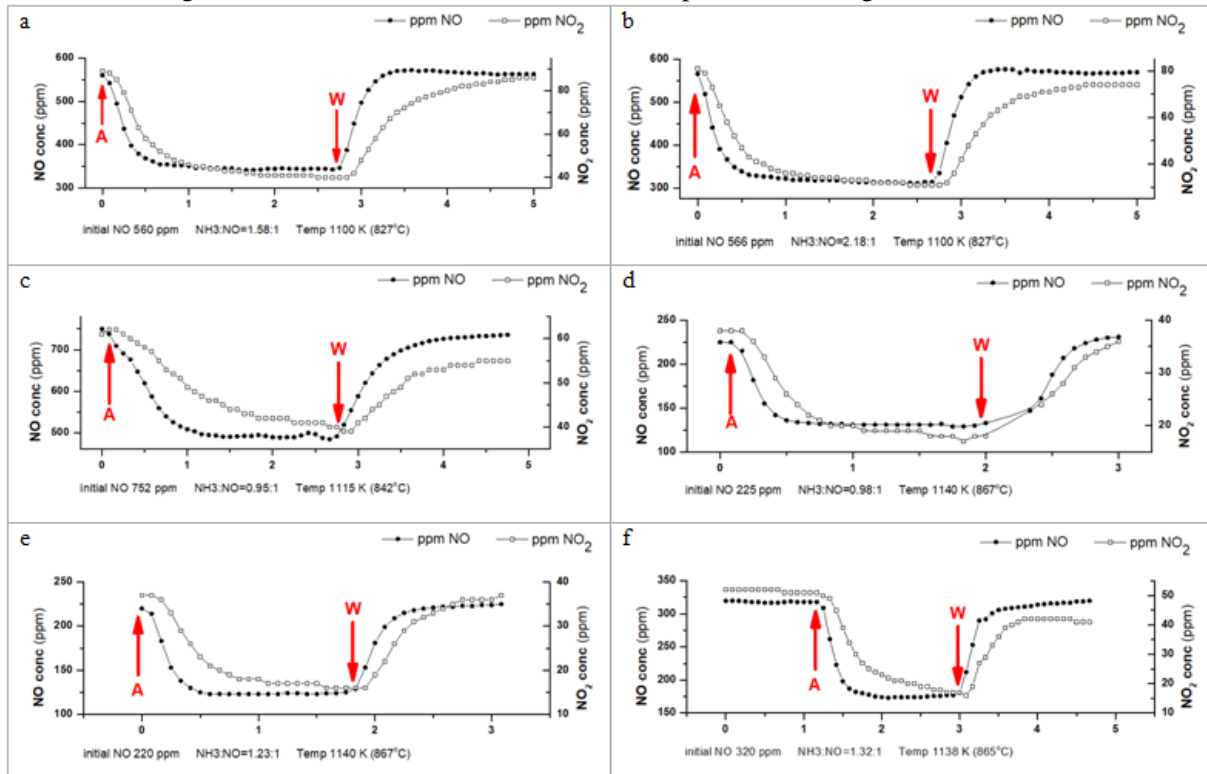 a
ppm NO ppm NO2
600
500
400
300
80
60
40
NO conc (ppm)
NO2 conc (ppm)
A
W
0 1 2 3 4 5
initial NO 560 ppm NH3:NO=1.58:1 Temp 1100 K (827°C)
b
ppm NO ppm NO2
600
500
400
300
80
60
40
NO conc (ppm)
NO2 conc (ppm)
A
W
0 1 2 3 4 5
initial NO 566 ppm NH3:NO=2.18:1 Temp 1100 K (827°C)
c
ppm NO ppm NO2
700
600
500
60
50
40
NO conc (ppm)
NO2 conc (ppm)
A
W
0 1 2 3 4 5
initial NO 752 ppm NH3:NO=0.95:1 Temp 1115 K (842°C)
d
ppm NO ppm NO2
250
200
150
100
40
30
20
NO conc (ppm)
NO2 conc (ppm)
A
W
0 1 2 3
initial NO 225 ppm NH3:NO=0.98:1 Temp 1140 K (867°C)
e
ppm NO ppm NO2
250
200
150
100
40
30
20
10
NO conc (ppm)
NO2 conc (ppm)
A
W
0 1 2 3
initial NO 220 ppm NH3:NO=1.23:1 Temp 1140 K (867°C)
f
ppm NO ppm NO2
350
300
250
200
150
50
40
30
20
10
NO conc (ppm)
NO2 conc (ppm)
A
W
0 1 2 3 4 5
initial NO 320 ppm NH3:NO=1.32:1 Temp 1138 K (865°C)